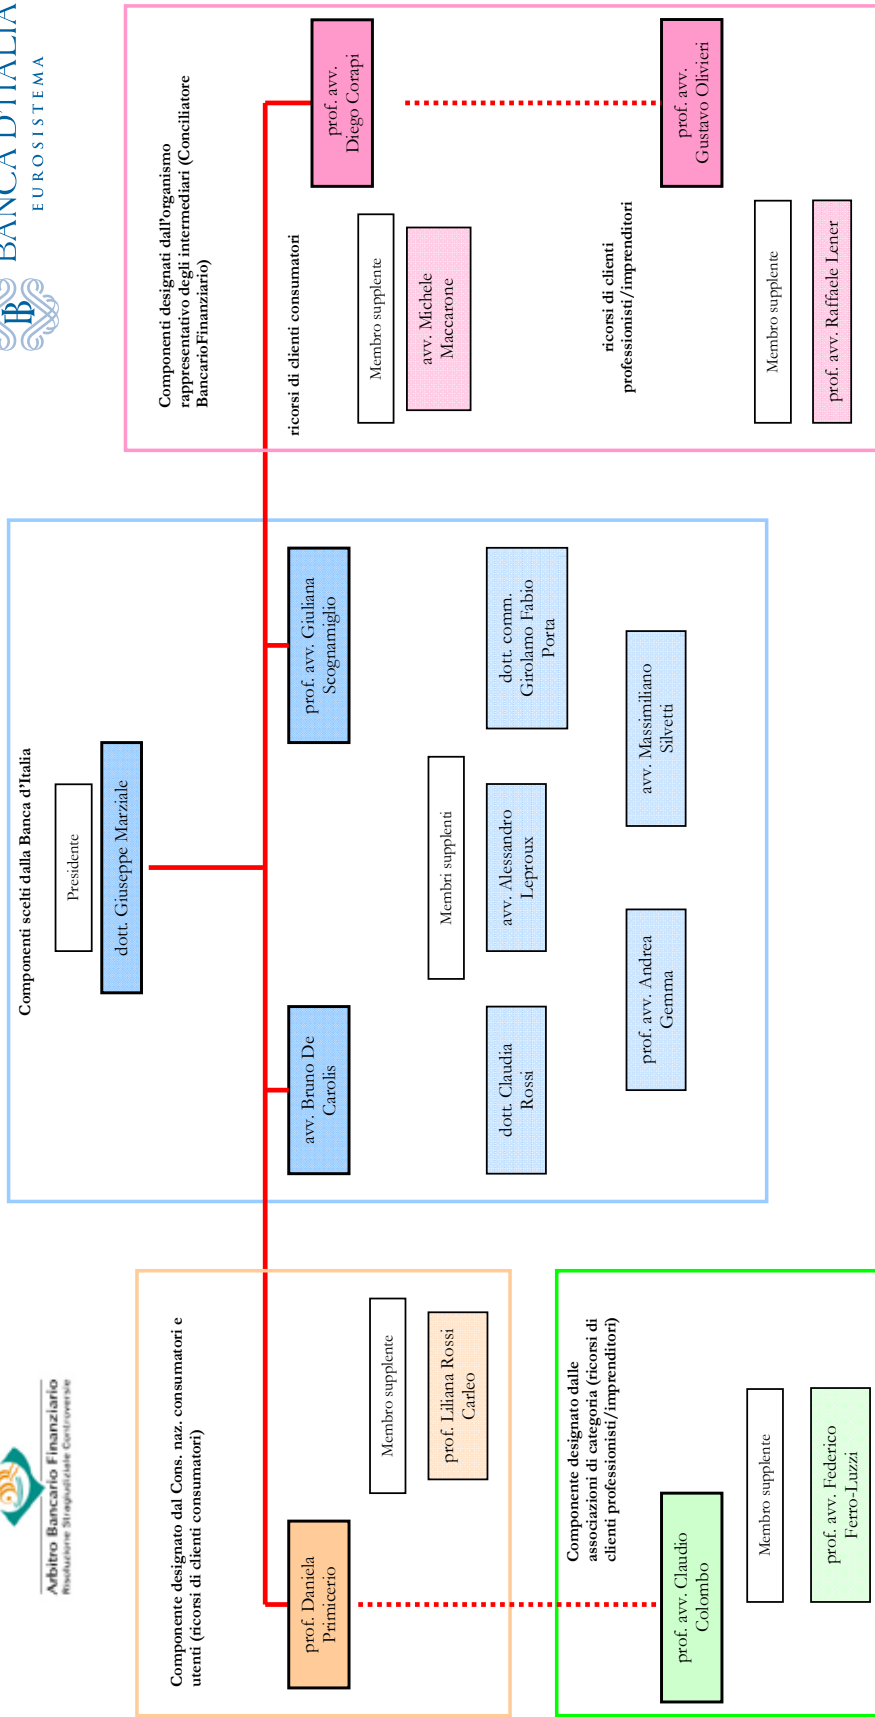 Arbitro Bancario Finanziario
Risoluzione Stragiudiziale Controversie
BANCA D'ITALIA
EUROSISTEMA
Componenti scelti dalla Banca d'Italia
Presidente
dott. Giuseppe Marziale
avv. Bruno De
Carolis
prof. avv. Giuliana
Scognamiglio
Membri supplenti
dott. Claudia
Rossi
avv. Alessandro
Leproux
dott. comm.
Girolamo Fabio
Porta
prof. avv. Andrea
Gemma
avv. Massimiliano
Silvetti
Componente designato dal Cons. naz. consumatori e
utenti (ricorsi di clienti consumatori)
prof. Daniela
Primicerio
Membro supplente
prof. Liliana Rossi
Carleo
Componente designato dalle
associazioni di categoria (ricorsi di
clienti professionisti/imprenditori)
prof. avv. Claudio
Colombo
Membro supplente
prof. avv. Federico
Ferro-Luzzi
Componenti designati dall'organismo
rappresentativo degli intermediari (Conciliatore
BancarioFinanziario)
ricorsi di clienti consumatori
prof. avv.
Diego Corapi
Membro supplente
avv. Michele
Maccarone
ricorsi di clienti
professionisti/imprenditori
prof. avv.
Gustavo Olivieri
Membro supplente
prof. avv. Raffaele Lener